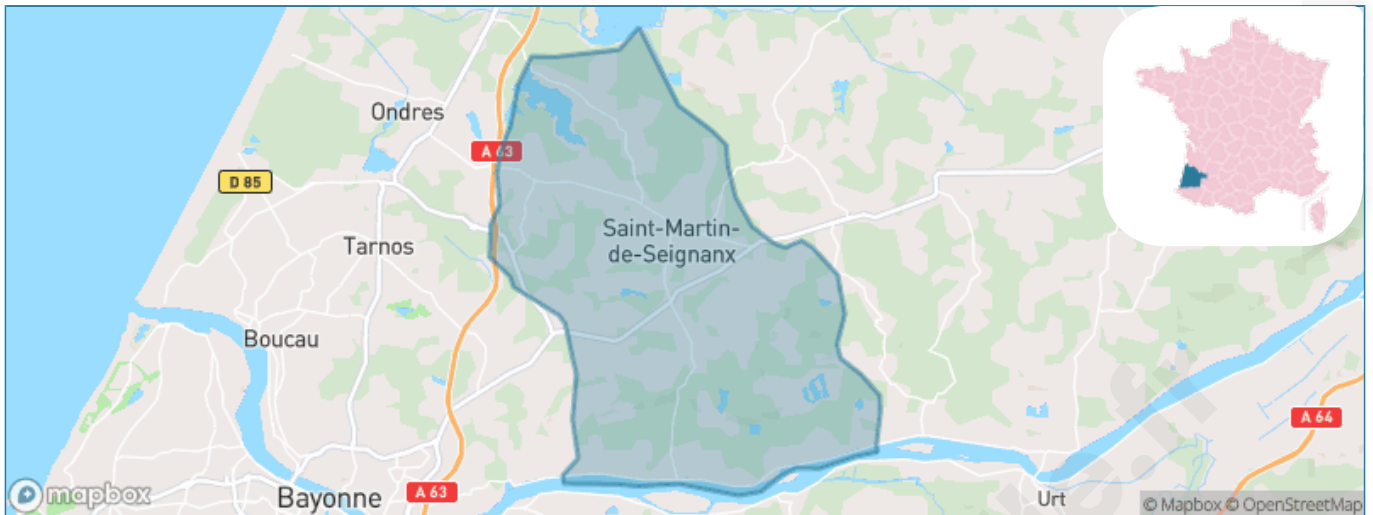 Ondres
A 63
D 85
Saint-Martin-
de-Seignanx
Tarnos
Boucau
A 64
Bayonne
A 63
Urt
mapbox
© Mapbox © OpenStreetMap